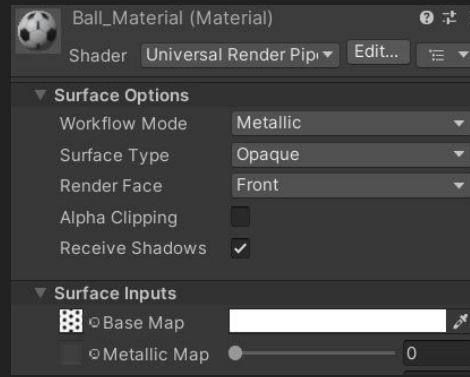 Ball_Material (Material)
Shader Universal Render Pip Edit...
Surface Options
Workflow Mode Metallic
Surface Type Opaque
Render Face Front
Alpha Clipping
Receive Shadows
Surface Inputs
Base Map
Metallic Map 0